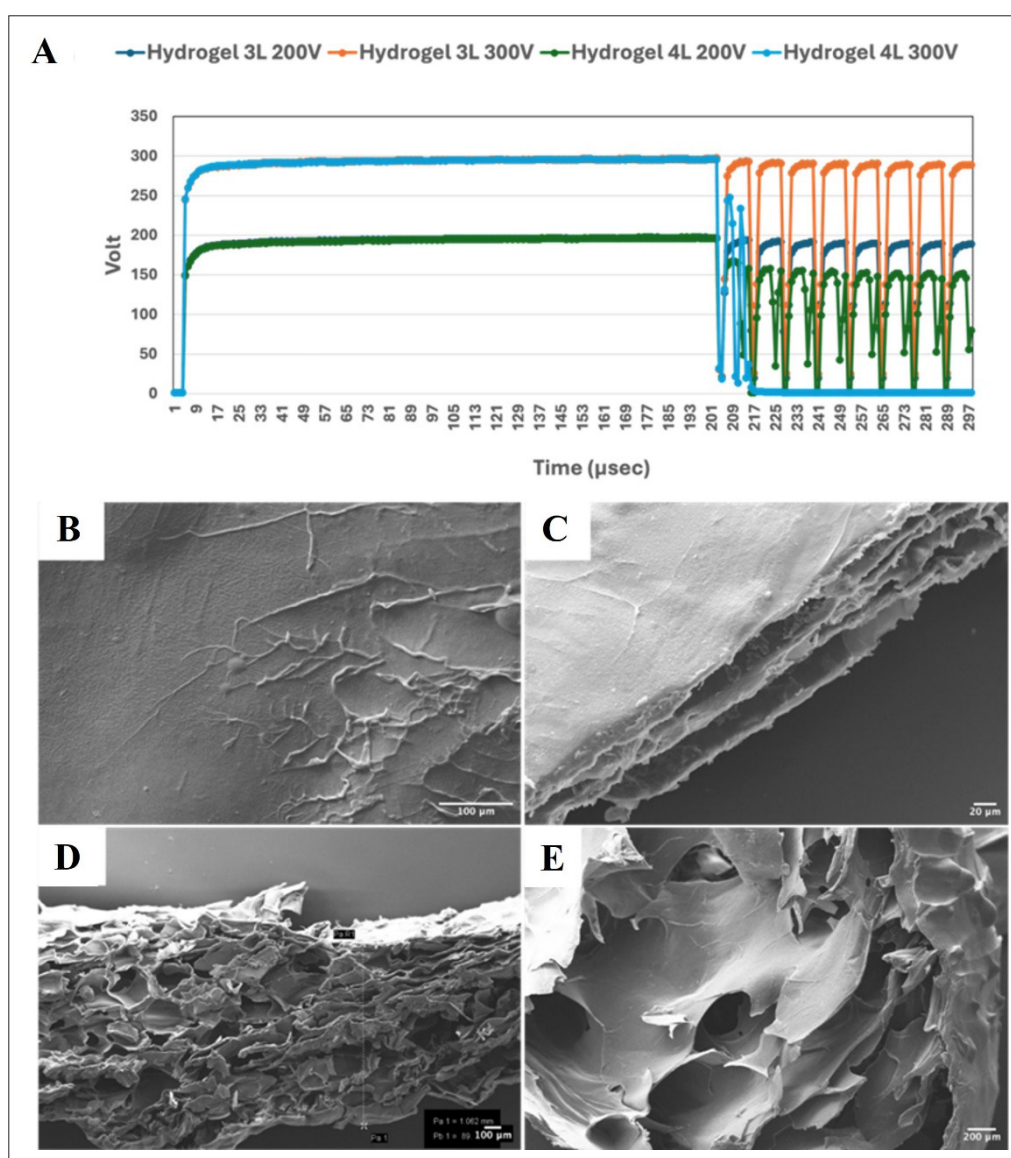 A
Hydrogel 3L 200V Hydrogel 3L 300V Hydrogel 4L 200V Hydrogel 4L 300V
350
300
250
200
150
100
50
0
Volt
1 9 17 25 33 41 49 57 65 73 81 89 97 105 113 121 129 137 145 153 161 169 177 185 193 201 209 217 225 233 241 249 257 265 273 281 289 297
Time (μsec)
B
100 μm
C
20 μm
D
Pa 1 = 1.062 mm
Pb 1 = 89
100 μm
Pa 1
E
200 μm